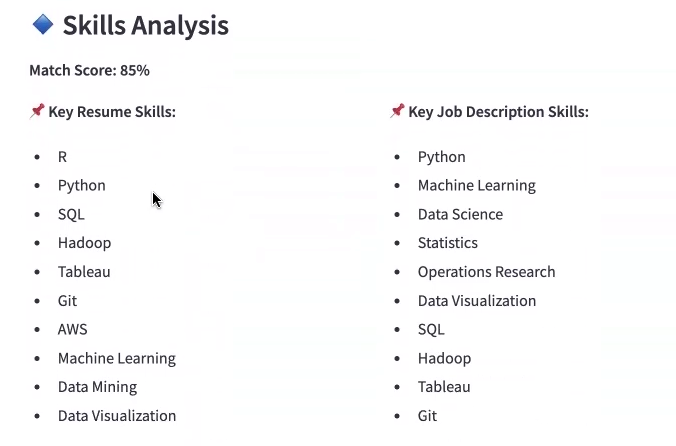 Skills Analysis
Match Score: 85%
Key Resume Skills:
R
Python
SQL
Hadoop
Tableau
Git
AWS
Machine Learning
Data Mining
Data Visualization
Key Job Description Skills:
Python
Machine Learning
Data Science
Statistics
Operations Research
Data Visualization
SQL
Hadoop
Tableau
Git